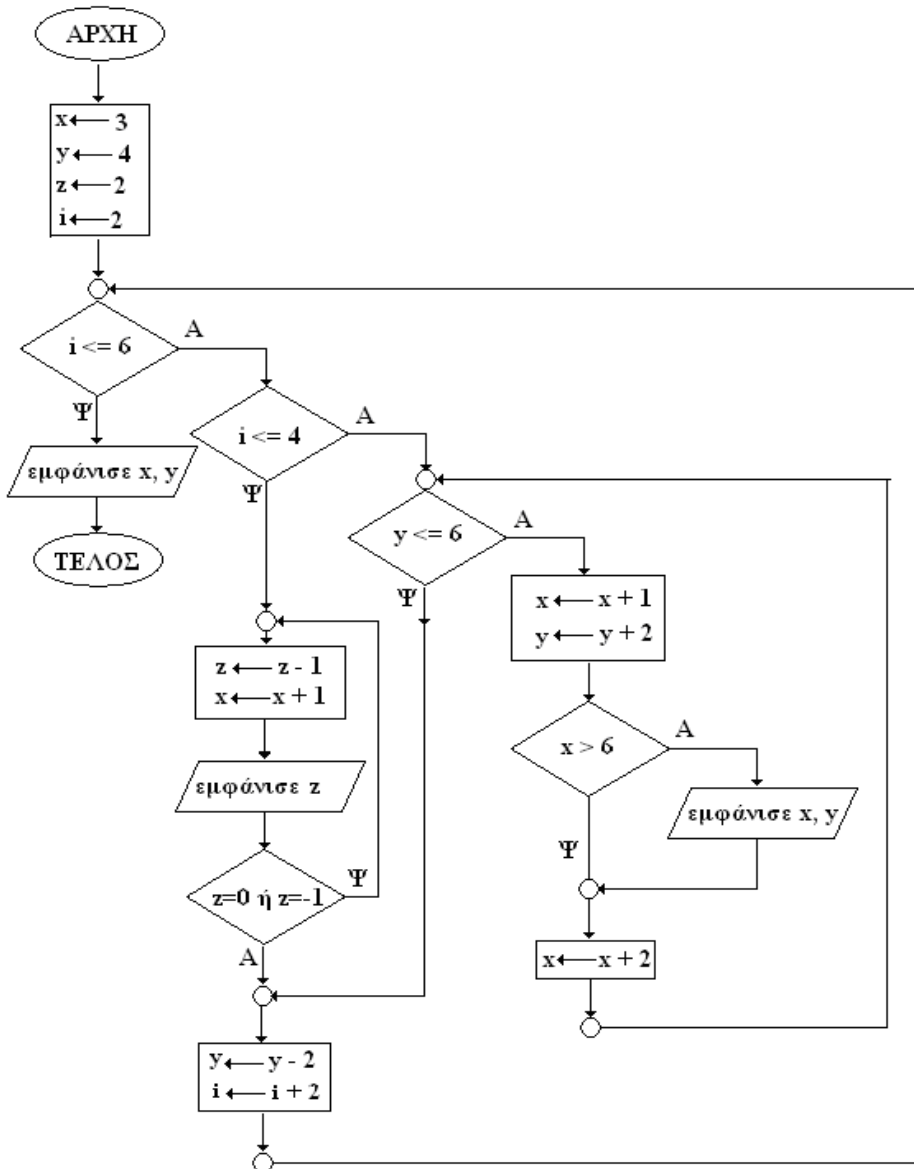 ΑΡΧΗ
x ← 3
y ← 4
z ← 2
i ← 2
i <= 6
Α
Ψ
εμφάνισε x, y
ΤΕΛΟΣ
i <= 4
Α
Ψ
y <= 6
Α
Ψ
x ← x + 1
y ← y + 2
x > 6
Α
Ψ
εμφάνισε x, y
x ← x + 2
z ← z - 1
x ← x + 1
εμφάνισε z
z=0 ή z=-1
Ψ
Α
y ← y - 2
i ← i + 2